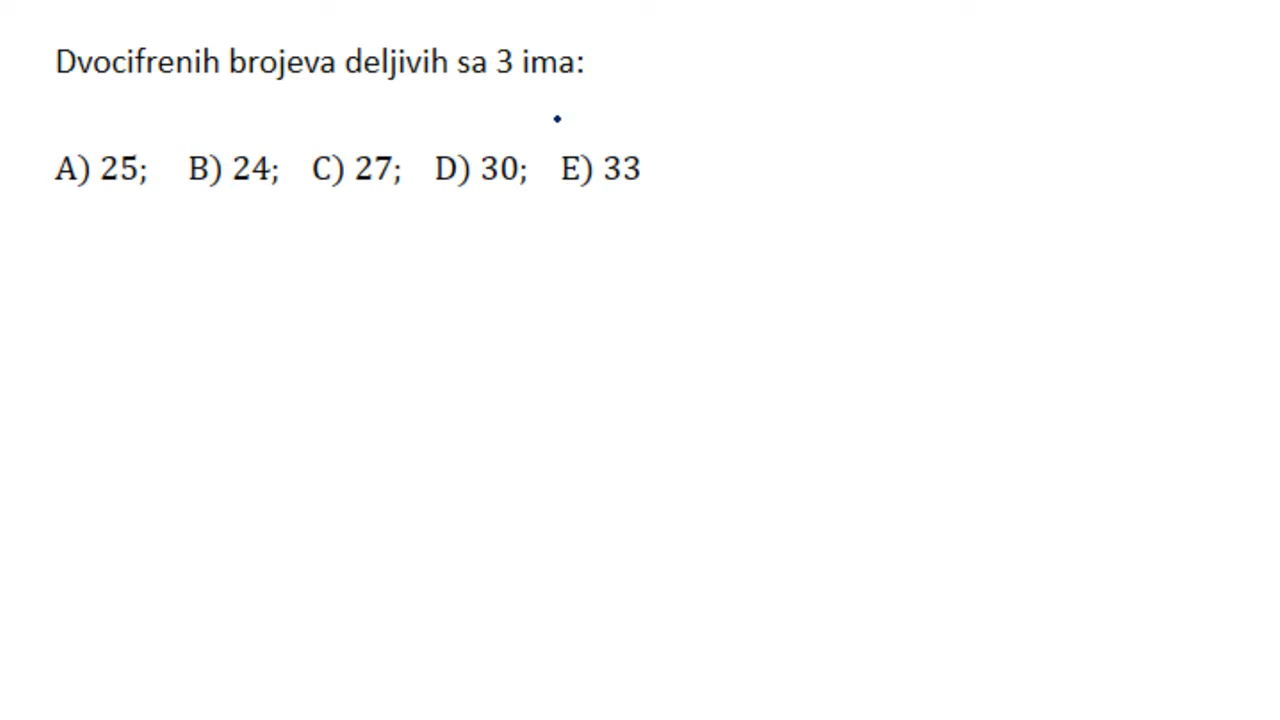 Dvocifrenih brojeva deljivih sa 3 ima:
A) 25; B) 24; C) 27; D) 30; E) 33